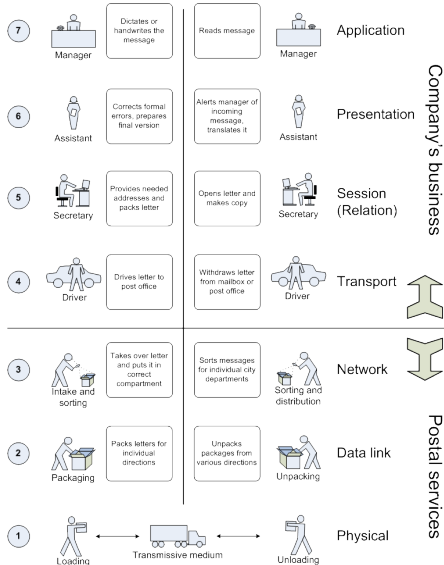 7
Manager
Dictates or
handwrites the
message
Reads message
Manager
Application
6
Assistant
Corrects formal
errors, prepares
final version
Alerts manager of
incoming
message,
translates it
Assistant
Presentation
5
Secretary
Provides needed
addresses and
packs letter
Opens letter and
makes copy
Secretary
Session
(Relation)
4
Driver
Drives letter to
post office
Withdraws letter
from mailbox or
post office
Driver
Transport
Company's business
3
Intake and
sorting
Takes over letter
and puts it in
correct
compartment
Sorts messages
for individual city
departments
Sorting and
distribution
Network
2
Packaging
Packs letters for
individual
directions
Unpacks
packages from
various directions
Unpacking
Data link
1
Loading
Transmissive medium
Unloading
Physical
Postal services